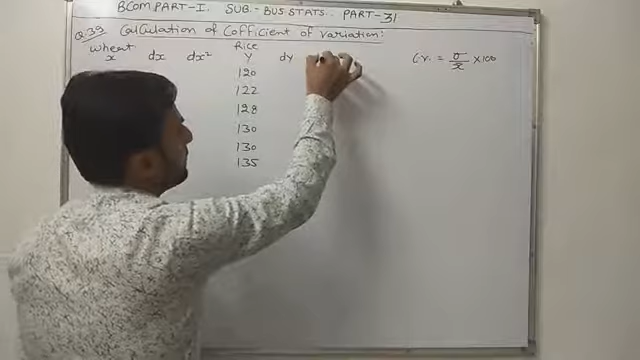 BCOM.PART-I. SUB.- BUS.STATS.. PART-31
Q.39 Calculation of Cofficient of variation:
wheat Rice
x dx dx² Y dy
C.V. = σ/x̄ ×100
120
122
128
130
130
135